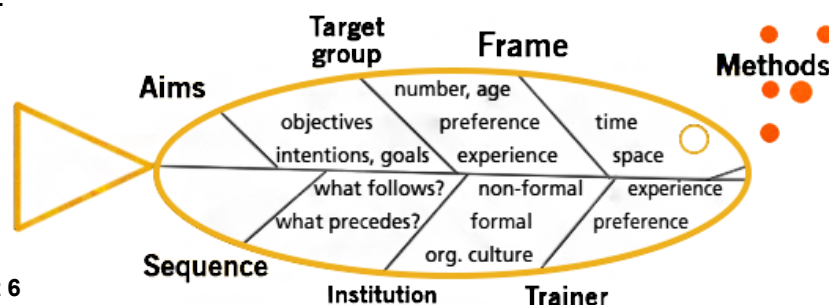 Target
group
Frame
Methods
Aims
number, age
objectives
preference
time
intentions, goals
experience
space
what follows?
non-formal
experience
what precedes?
formal
preference
org. culture
Sequence
Institution
Trainer
6